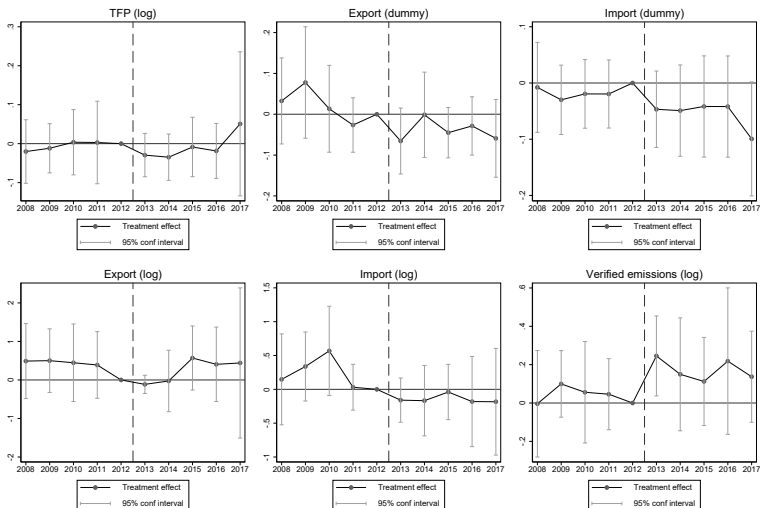 TFP (log)
.3
.2
.1
0
-.1
2008 2009 2010 2011 2012 2013 2014 2015 2016 2017
Treatment effect
95% conf interval
Export (dummy)
.2
.1
0
-.1
-.2
2008 2009 2010 2011 2012 2013 2014 2015 2016 2017
Treatment effect
95% conf interval
Import (dummy)
.1
0
-.1
-.2
2008 2009 2010 2011 2012 2013 2014 2015 2016 2017
Treatment effect
95% conf interval
Export (log)
2
1
0
-1
-2
2008 2009 2010 2011 2012 2013 2014 2015 2016 2017
Treatment effect
95% conf interval
Import (log)
1.5
1
.5
0
-.5
-1
2008 2009 2010 2011 2012 2013 2014 2015 2016 2017
Treatment effect
95% conf interval
Verified emissions (log)
.6
.4
.2
0
-.2
2008 2009 2010 2011 2012 2013 2014 2015 2016 2017
Treatment effect
95% conf interval